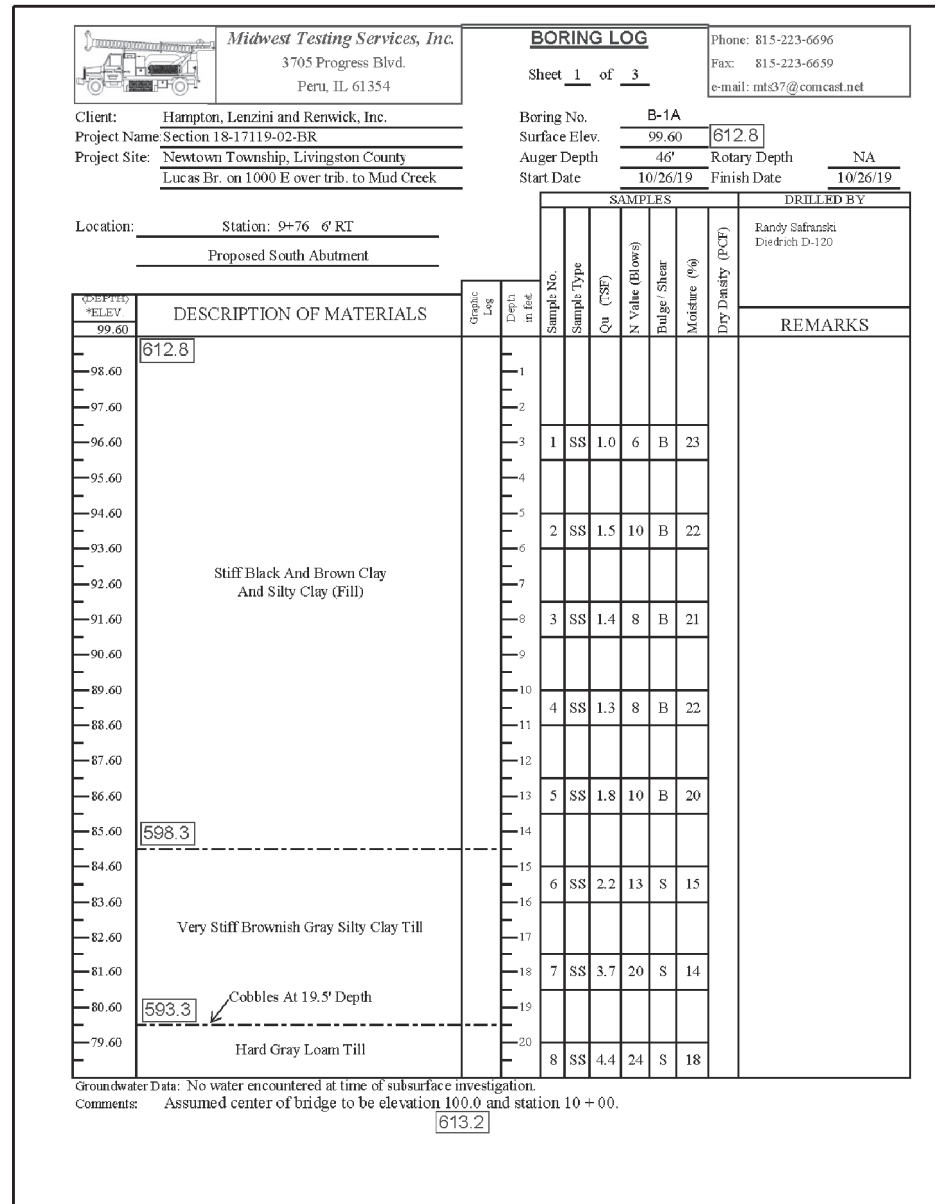 Midwest Testing Services, Inc.
3705 Progress Blvd.
Peru, IL 61354
BORING LOG
Sheet 1 of 3
Phone: 815-223-6696
Fax: 815-223-6659
e-mail: mts37@comcast.net
Client: Hampton, Lenzini and Renwick, Inc.
Project Name: Section 18-17119-02-BR
Project Site: Newtown Township, Livingston County
Lucas Br. on 1000 E over trib. to Mud Creek
Boring No. B-1A
Surface Elev. 99.60 612.8
Auger Depth 46' Rotary Depth NA
Start Date 10/26/19 Finish Date 10/26/19
Location: Station: 9+76 6' RT
Proposed South Abutment
SAMPLES DRILLED BY
Randy Safranski
Diedrich D-120
(DEPTH)
*ELEV
99.60
DESCRIPTION OF MATERIALS
Graphic Log
Depth in feet
Sample No.
Sample Type
Qu (TSF)
N Value (Blows)
Bulge / Shear
Moisture (%)
Dry Density (PCF)
REMARKS
612.8
98.60 1
97.60 2
96.60 3 1 SS 1.0 6 B 23
95.60 4
94.60 5
2 SS 1.5 10 B 22
93.60 6
Stiff Black And Brown Clay
92.60 7
And Silty Clay (Fill)
91.60 8 3 SS 1.4 8 B 21
90.60 9
89.60 10
4 SS 1.3 8 B 22
88.60 11
87.60 12
86.60 13 5 SS 1.8 10 B 20
85.60 598.3 14
84.60 15
6 SS 2.2 13 S 15
83.60 16
Very Stiff Brownish Gray Silty Clay Till
82.60 17
81.60 18 7 SS 3.7 20 S 14
Cobbles At 19.5' Depth
80.60 593.3 19
79.60 20
Hard Gray Loam Till
8 SS 4.4 24 S 18
Groundwater Data: No water encountered at time of subsurface investigation.
Comments: Assumed center of bridge to be elevation 100.0 and station 10 + 00.
613.2